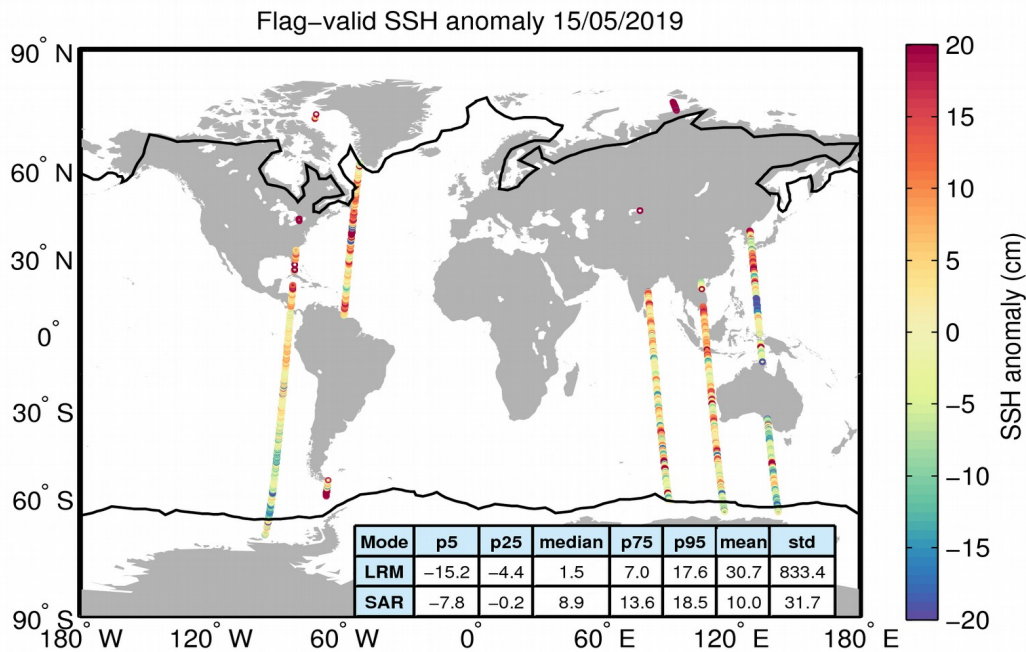 Flag−valid SSH anomaly 15/05/2019
90° N
60° N
30° N
0°
30° S
60° S
90° S
180° W 120° W 60° W 0° 60° E 120° E 180° E
Mode p5 p25 median p75 p95 mean std
LRM −15.2 −4.4 1.5 7.0 17.6 30.7 833.4
SAR −7.8 −0.2 8.9 13.6 18.5 10.0 31.7
20
15
10
5
0
−5
−10
−15
−20
SSH anomaly (cm)